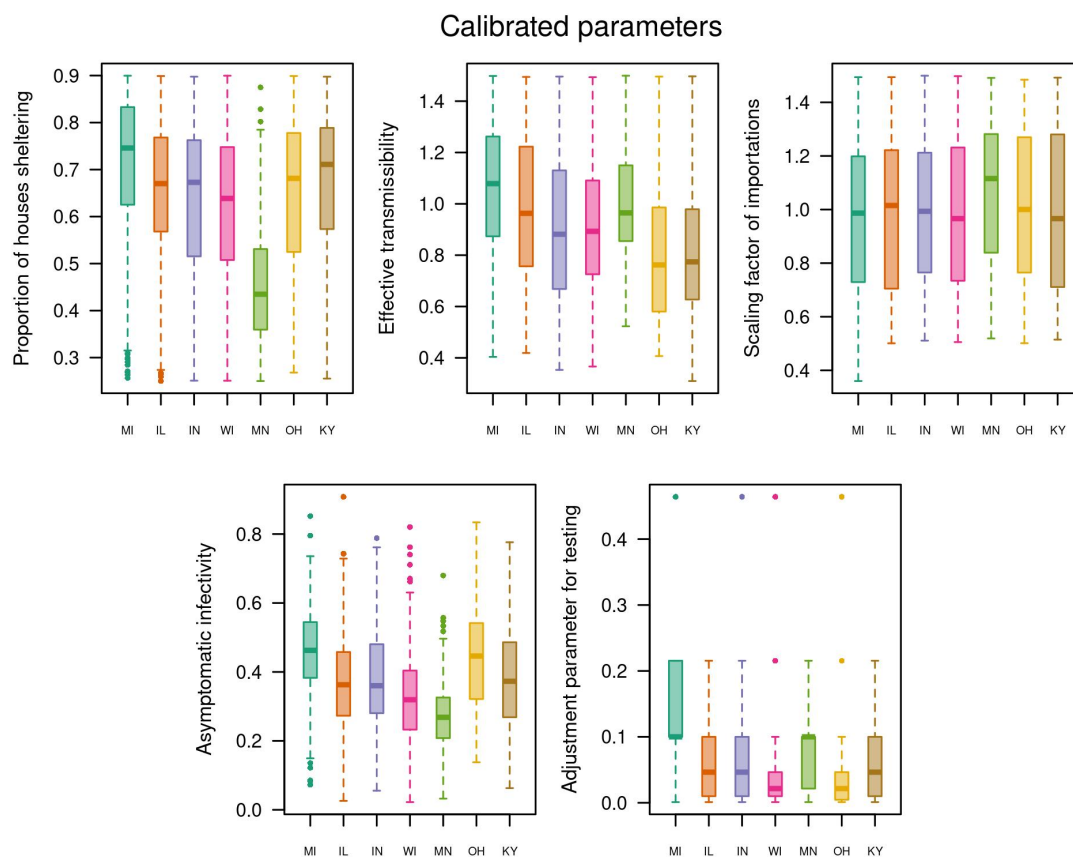 Calibrated parameters
Proportion of houses sheltering
0.9
0.8
0.7
0.6
0.5
0.4
0.3
MI IL IN WI MN OH KY
Effective transmissibility
1.4
1.2
1.0
0.8
0.6
0.4
MI IL IN WI MN OH KY
Scaling factor of importations
1.4
1.2
1.0
0.8
0.6
0.4
MI IL IN WI MN OH KY
Asymptomatic infectivity
0.8
0.6
0.4
0.2
0.0
MI IL IN WI MN OH KY
Adjustment parameter for testing
0.4
0.3
0.2
0.1
0.0
MI IL IN WI MN OH KY